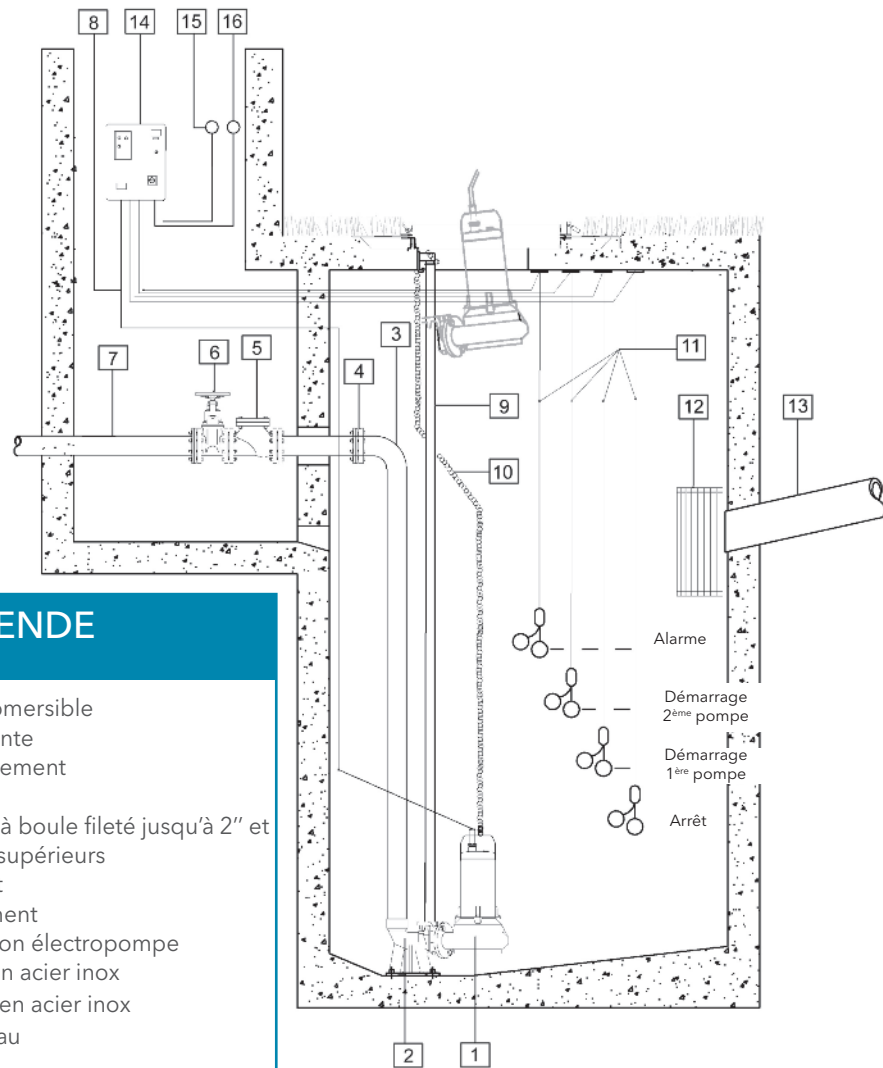 8
14
15
16
7
6
5
3
4
9
10
11
12
13
Alarme
Démarrage
2ème pompe
Démarrage
1ère pompe
Arrêt
2
1
ENDE
omersible
nte
ement
à boule fileté jusqu'à 2’’ et
supérieurs
t
ment
on électropompe
n acier inox
en acier inox
au